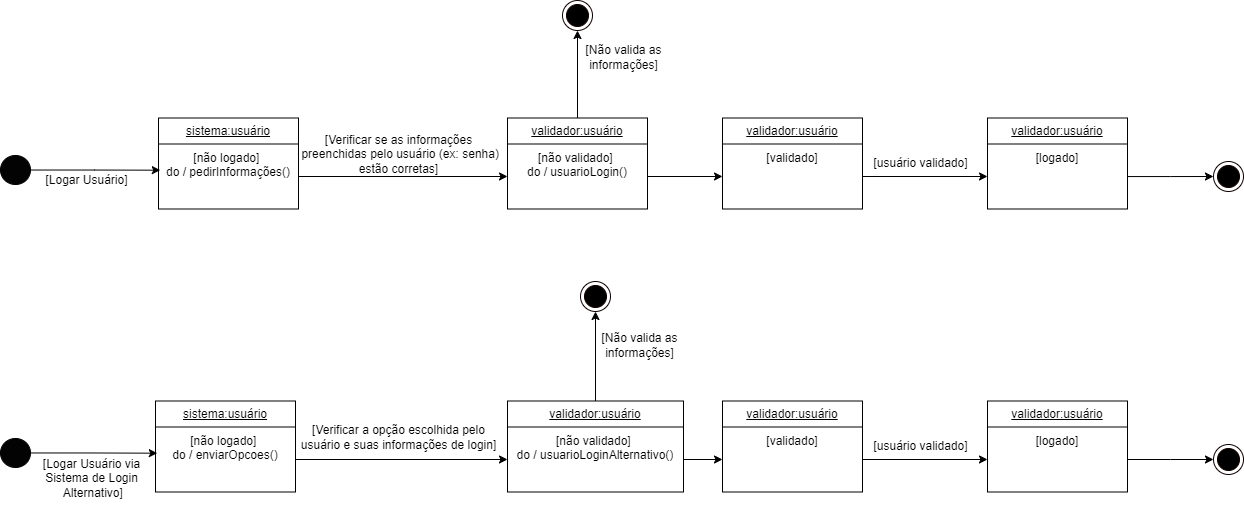 [Não valida as
informações]
sistema:usuário
[não logado]
do / pedirInformações()
[Logar Usuário]
[Verificar se as informações
preenchidas pelo usuário (ex: senha)
estão corretas]
validador:usuário
[não validado]
do / usuarioLogin()
validador:usuário
[validado]
[usuário validado]
validador:usuário
[logado]
[Não valida as
informações]
sistema:usuário
[não logado]
do / enviarOpcoes()
[Logar Usuário via
Sistema de Login
Alternativo]
[Verificar a opção escolhida pelo
usuário e suas informações de login]
validador:usuário
[não validado]
do / usuarioLoginAlternativo()
validador:usuário
[validado]
[usuário validado]
validador:usuário
[logado]